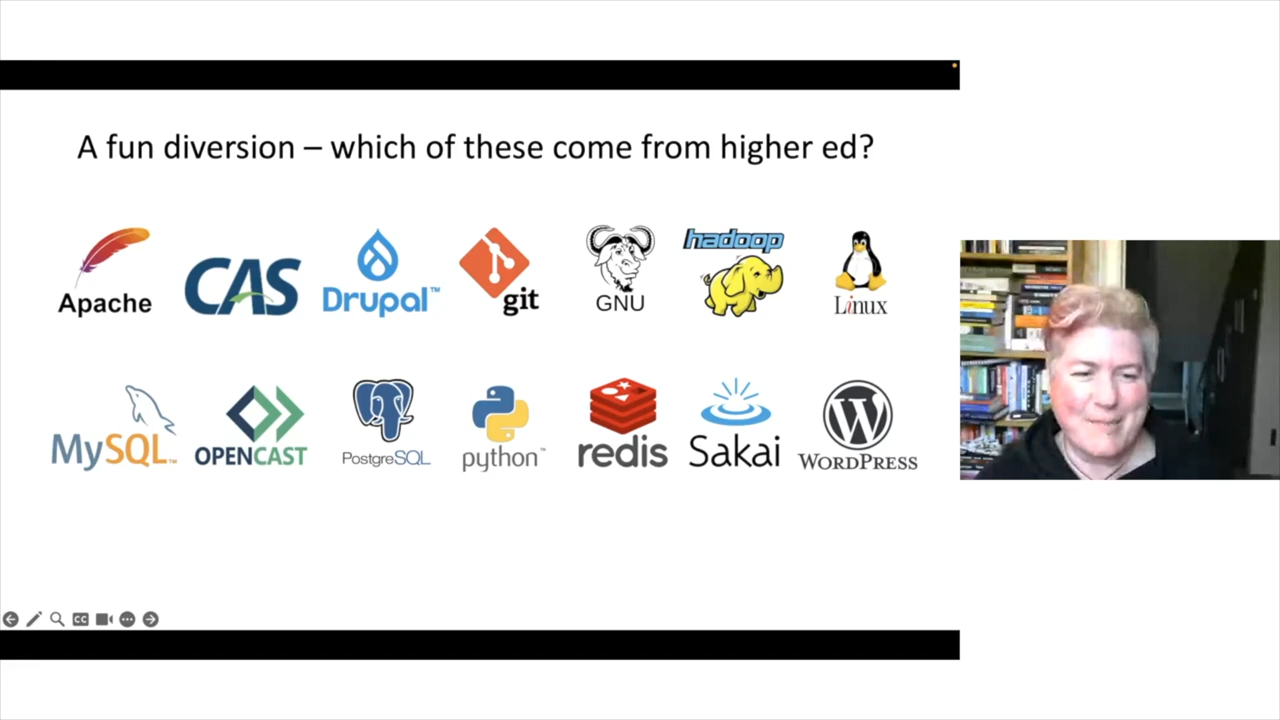 A fun diversion – which of these come from higher ed?
Apache
CAS
Drupal™
git
GNU
hadoop
Linux
MySQL™
OPENCAST
PostgreSQL
python™
redis
Sakai
WORDPRESS
CC